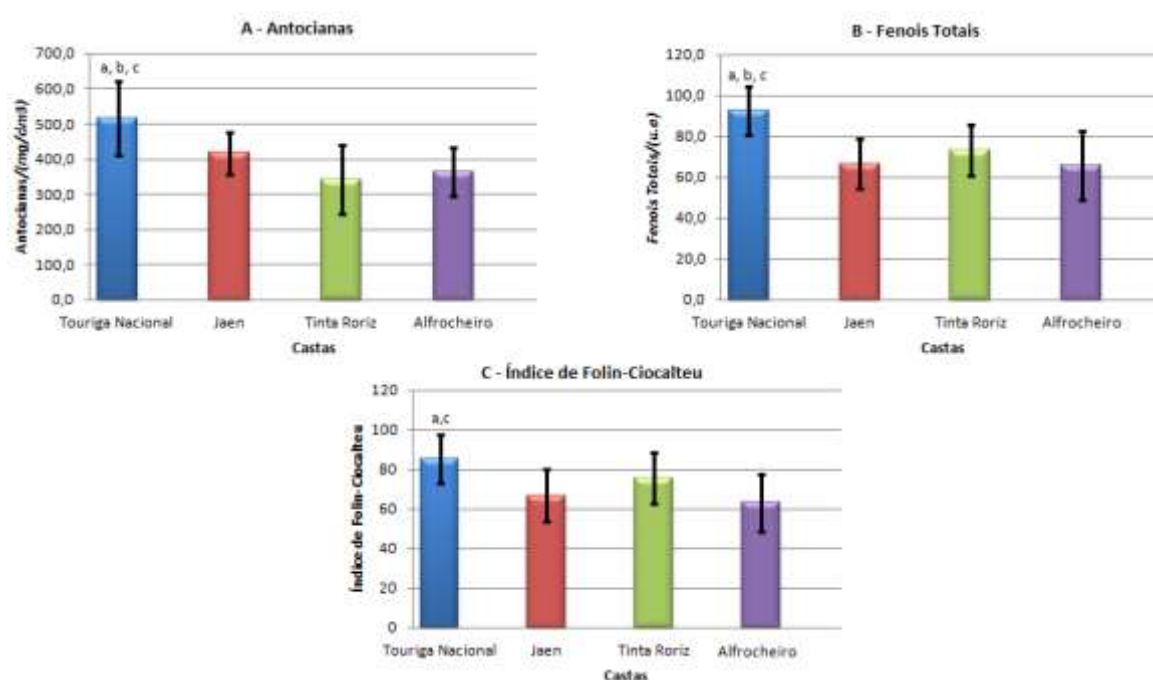 A - Antocianas
Antocianas/(mg/dm3)
700,0
600,0
500,0
400,0
300,0
200,0
100,0
0,0
a, b, c
Touriga Nacional Jaen Tinta Roriz Alfrocheiro
Castas
B - Fenois Totais
Fenois Totais/(u.a)
120,0
100,0
80,0
60,0
40,0
20,0
0,0
a, b, c
Touriga Nacional Jaen Tinta Roriz Alfrocheiro
Castas
C - Índice de Folin-Ciocalteu
Índice de Folin-Ciocalteu
120
100
80
60
40
20
0
a,c
Touriga Nacional Jaen Tinta Roriz Alfrocheiro
Castas